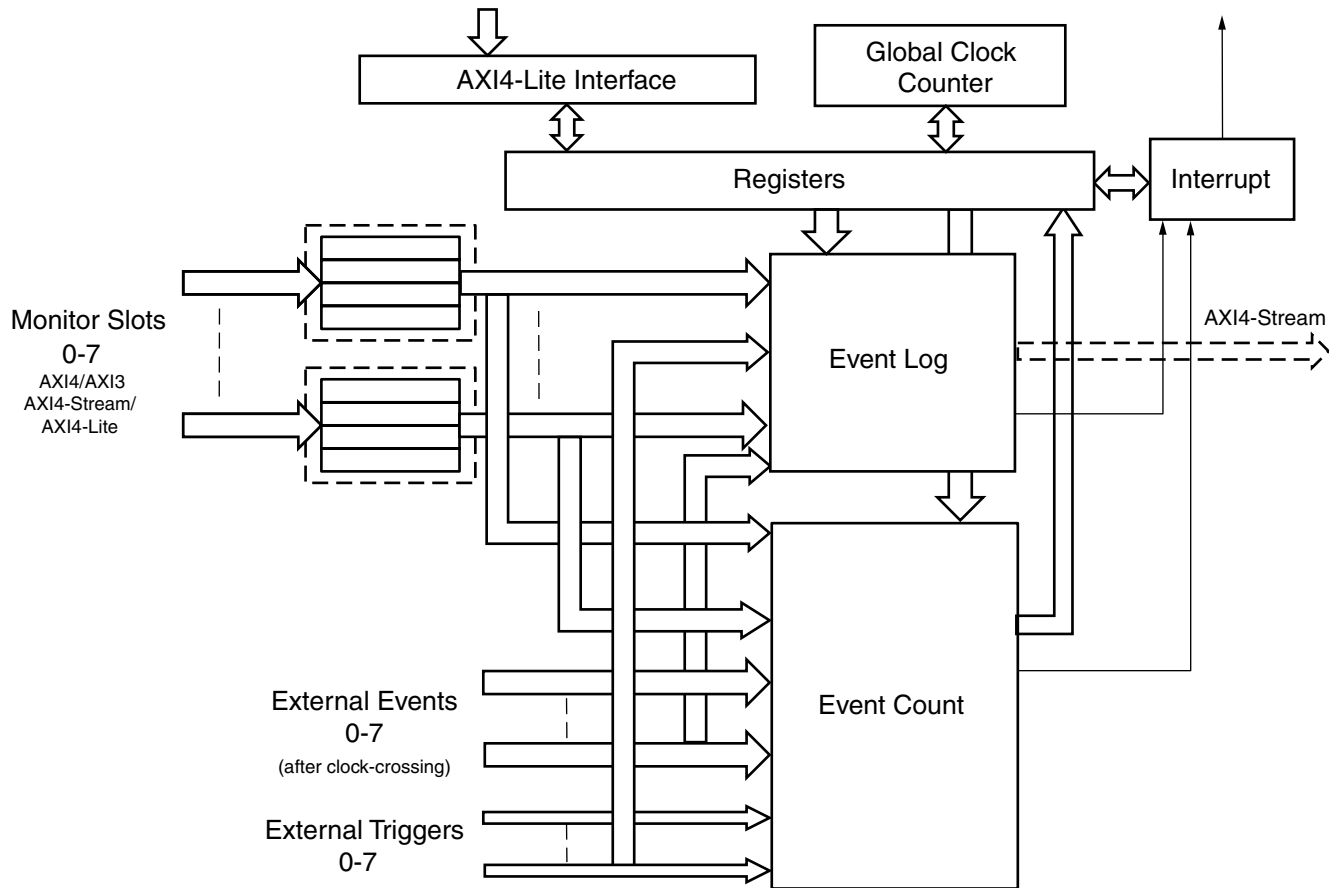 AXI4-Lite Interface
Global Clock
Counter
Registers
Interrupt
Monitor Slots
0-7
AXI4/AXI3
AXI4-Stream/
AXI4-Lite
Event Log
AXI4-Stream
External Events
0-7
(after clock-crossing)
Event Count
External Triggers
0-7